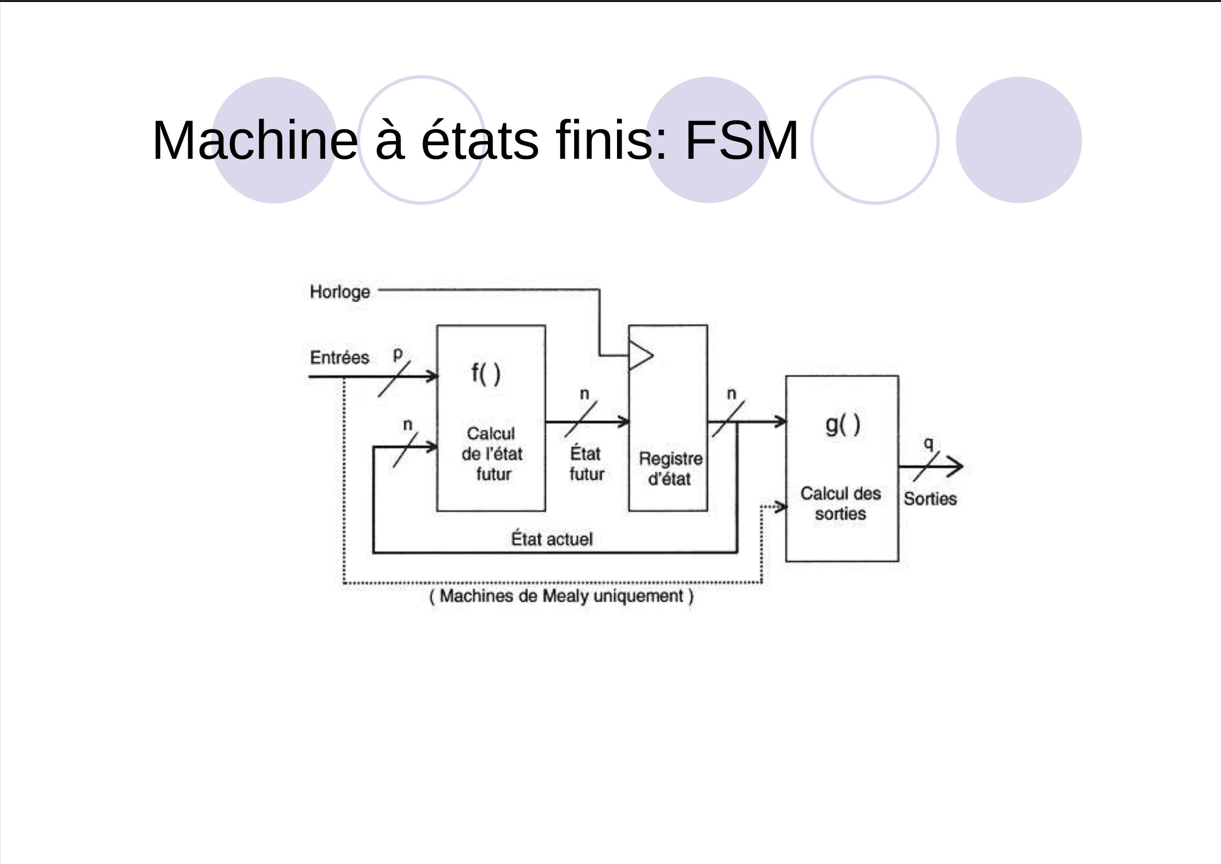 Machine à états finis: FSM
Horloge
Entrées
p
f( )
n
n
n
g( )
n
q
Calcul
de l'état
futur
État
futur
Registre
d'état
Calcul des
sorties
Sorties
État actuel
( Machines de Mealy uniquement )